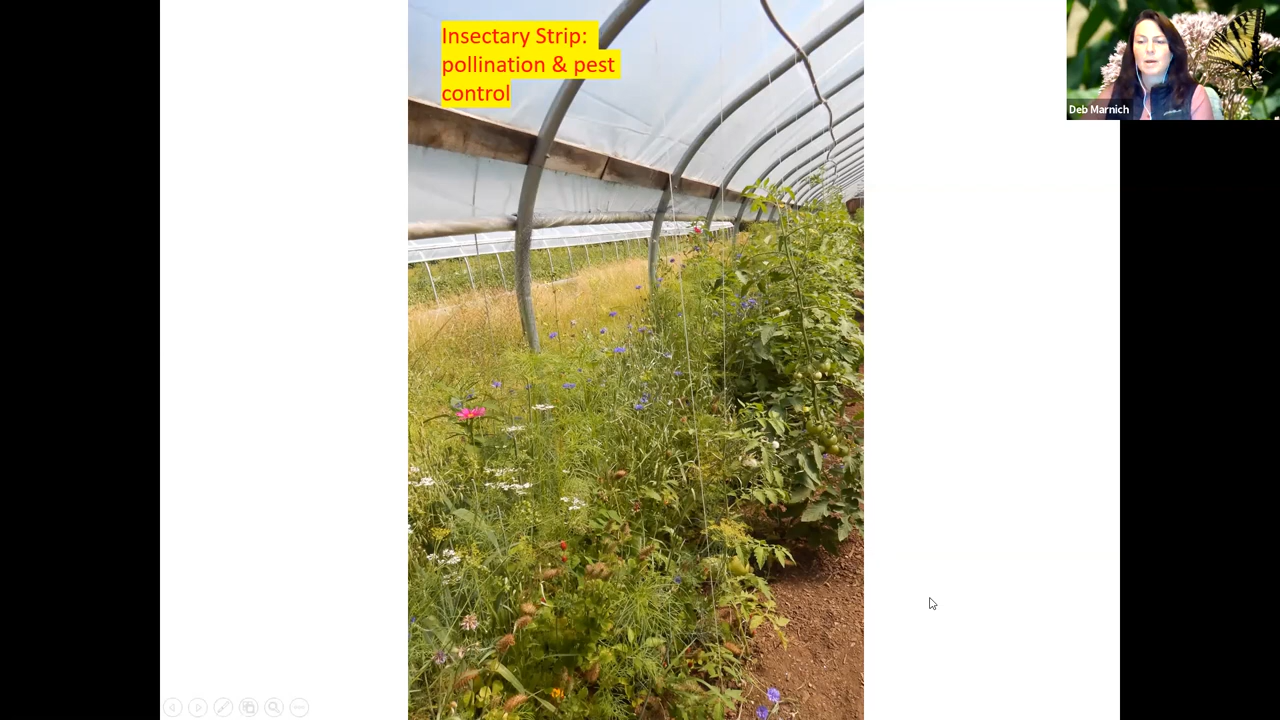 Insectary Strip:
pollination & pest
control
Deb Marnich